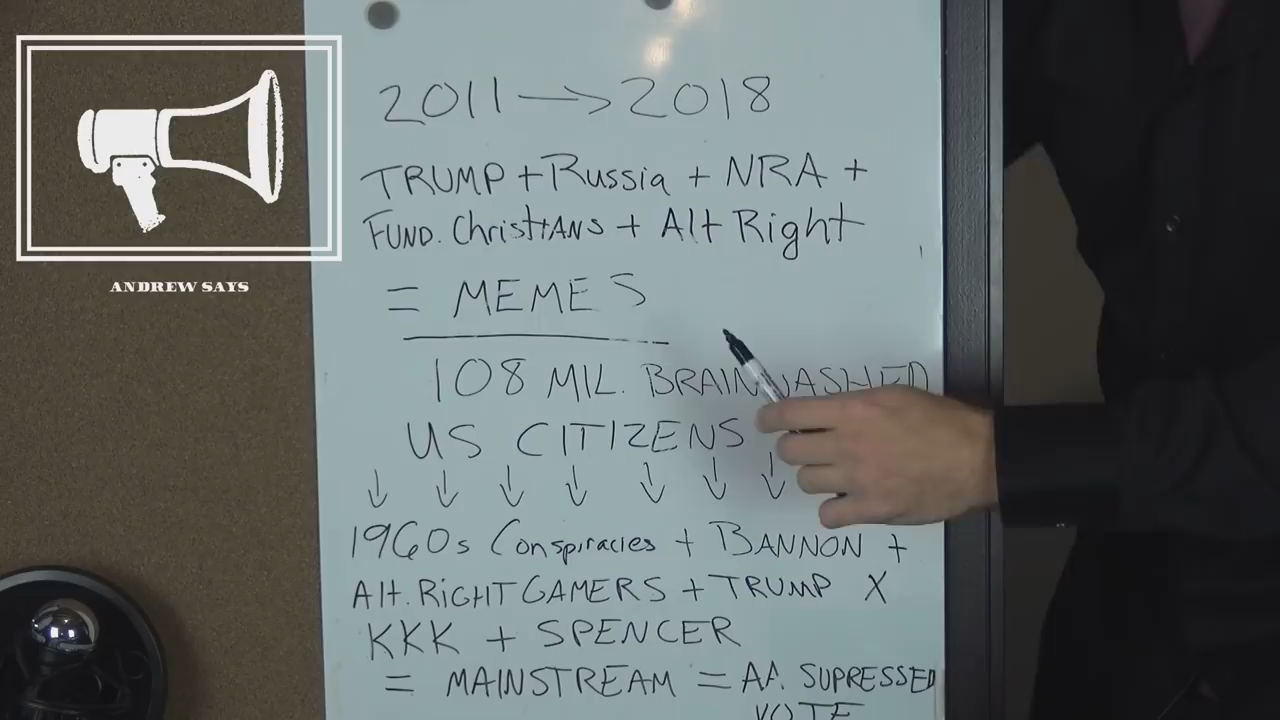 2011 → 2018
TRUMP + Russia + NRA +
FUND. Christians + Alt Right
= MEMES
108 MIL. BRAINWASHED
US CITIZENS
↓ ↓ ↓ ↓ ↓ ↓ ↓
1960s Conspiracies + BANNON +
Alt. RIGHT GAMERS + TRUMP X
KKK + SPENCER
= MAINSTREAM = AA. SUPRESSED
VOTE
ANDREW SAYS